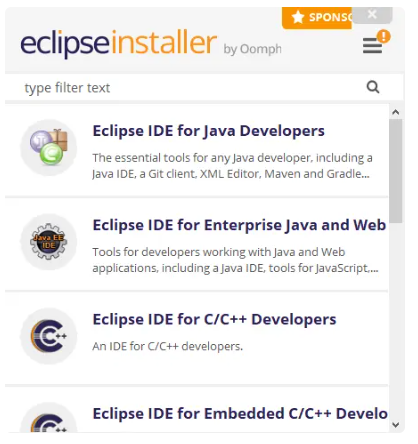 ★ SPONS
eclipseinstaller by Oomph
type filter text
Eclipse IDE for Java Developers
The essential tools for any Java developer, including a
Java IDE, a Git client, XML Editor, Maven and Gradle...
Java EE
IDE
Eclipse IDE for Enterprise Java and Web
Tools for developers working with Java and Web
applications, including a Java IDE, tools for JavaScript,...
C++
Eclipse IDE for C/C++ Developers
An IDE for C/C++ developers.
Eclipse IDE for Embedded C/C++ Develo